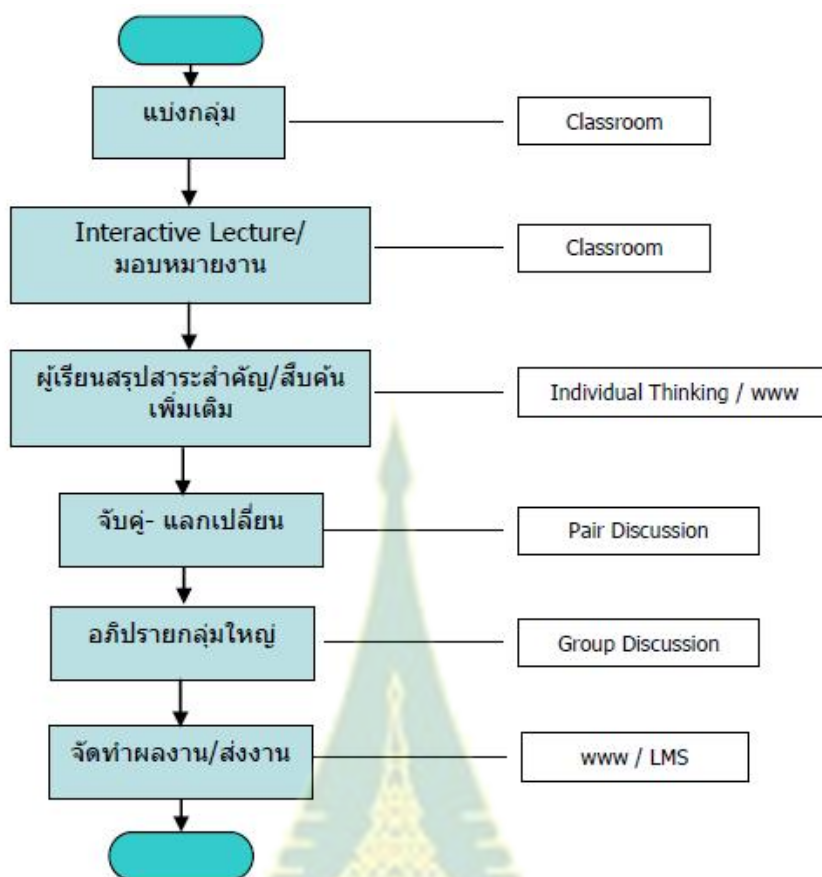 แบ่งกลุ่ม
Classroom
Interactive Lecture/
มอบหมายงาน
Classroom
ผู้เรียนสรุปสาระสำคัญ/สืบค้น
เพิ่มเติม
Individual Thinking / www
จับคู่- แลกเปลี่ยน
Pair Discussion
อภิปรายกลุ่มใหญ่
Group Discussion
จัดทำผลงาน/ส่งงาน
www / LMS